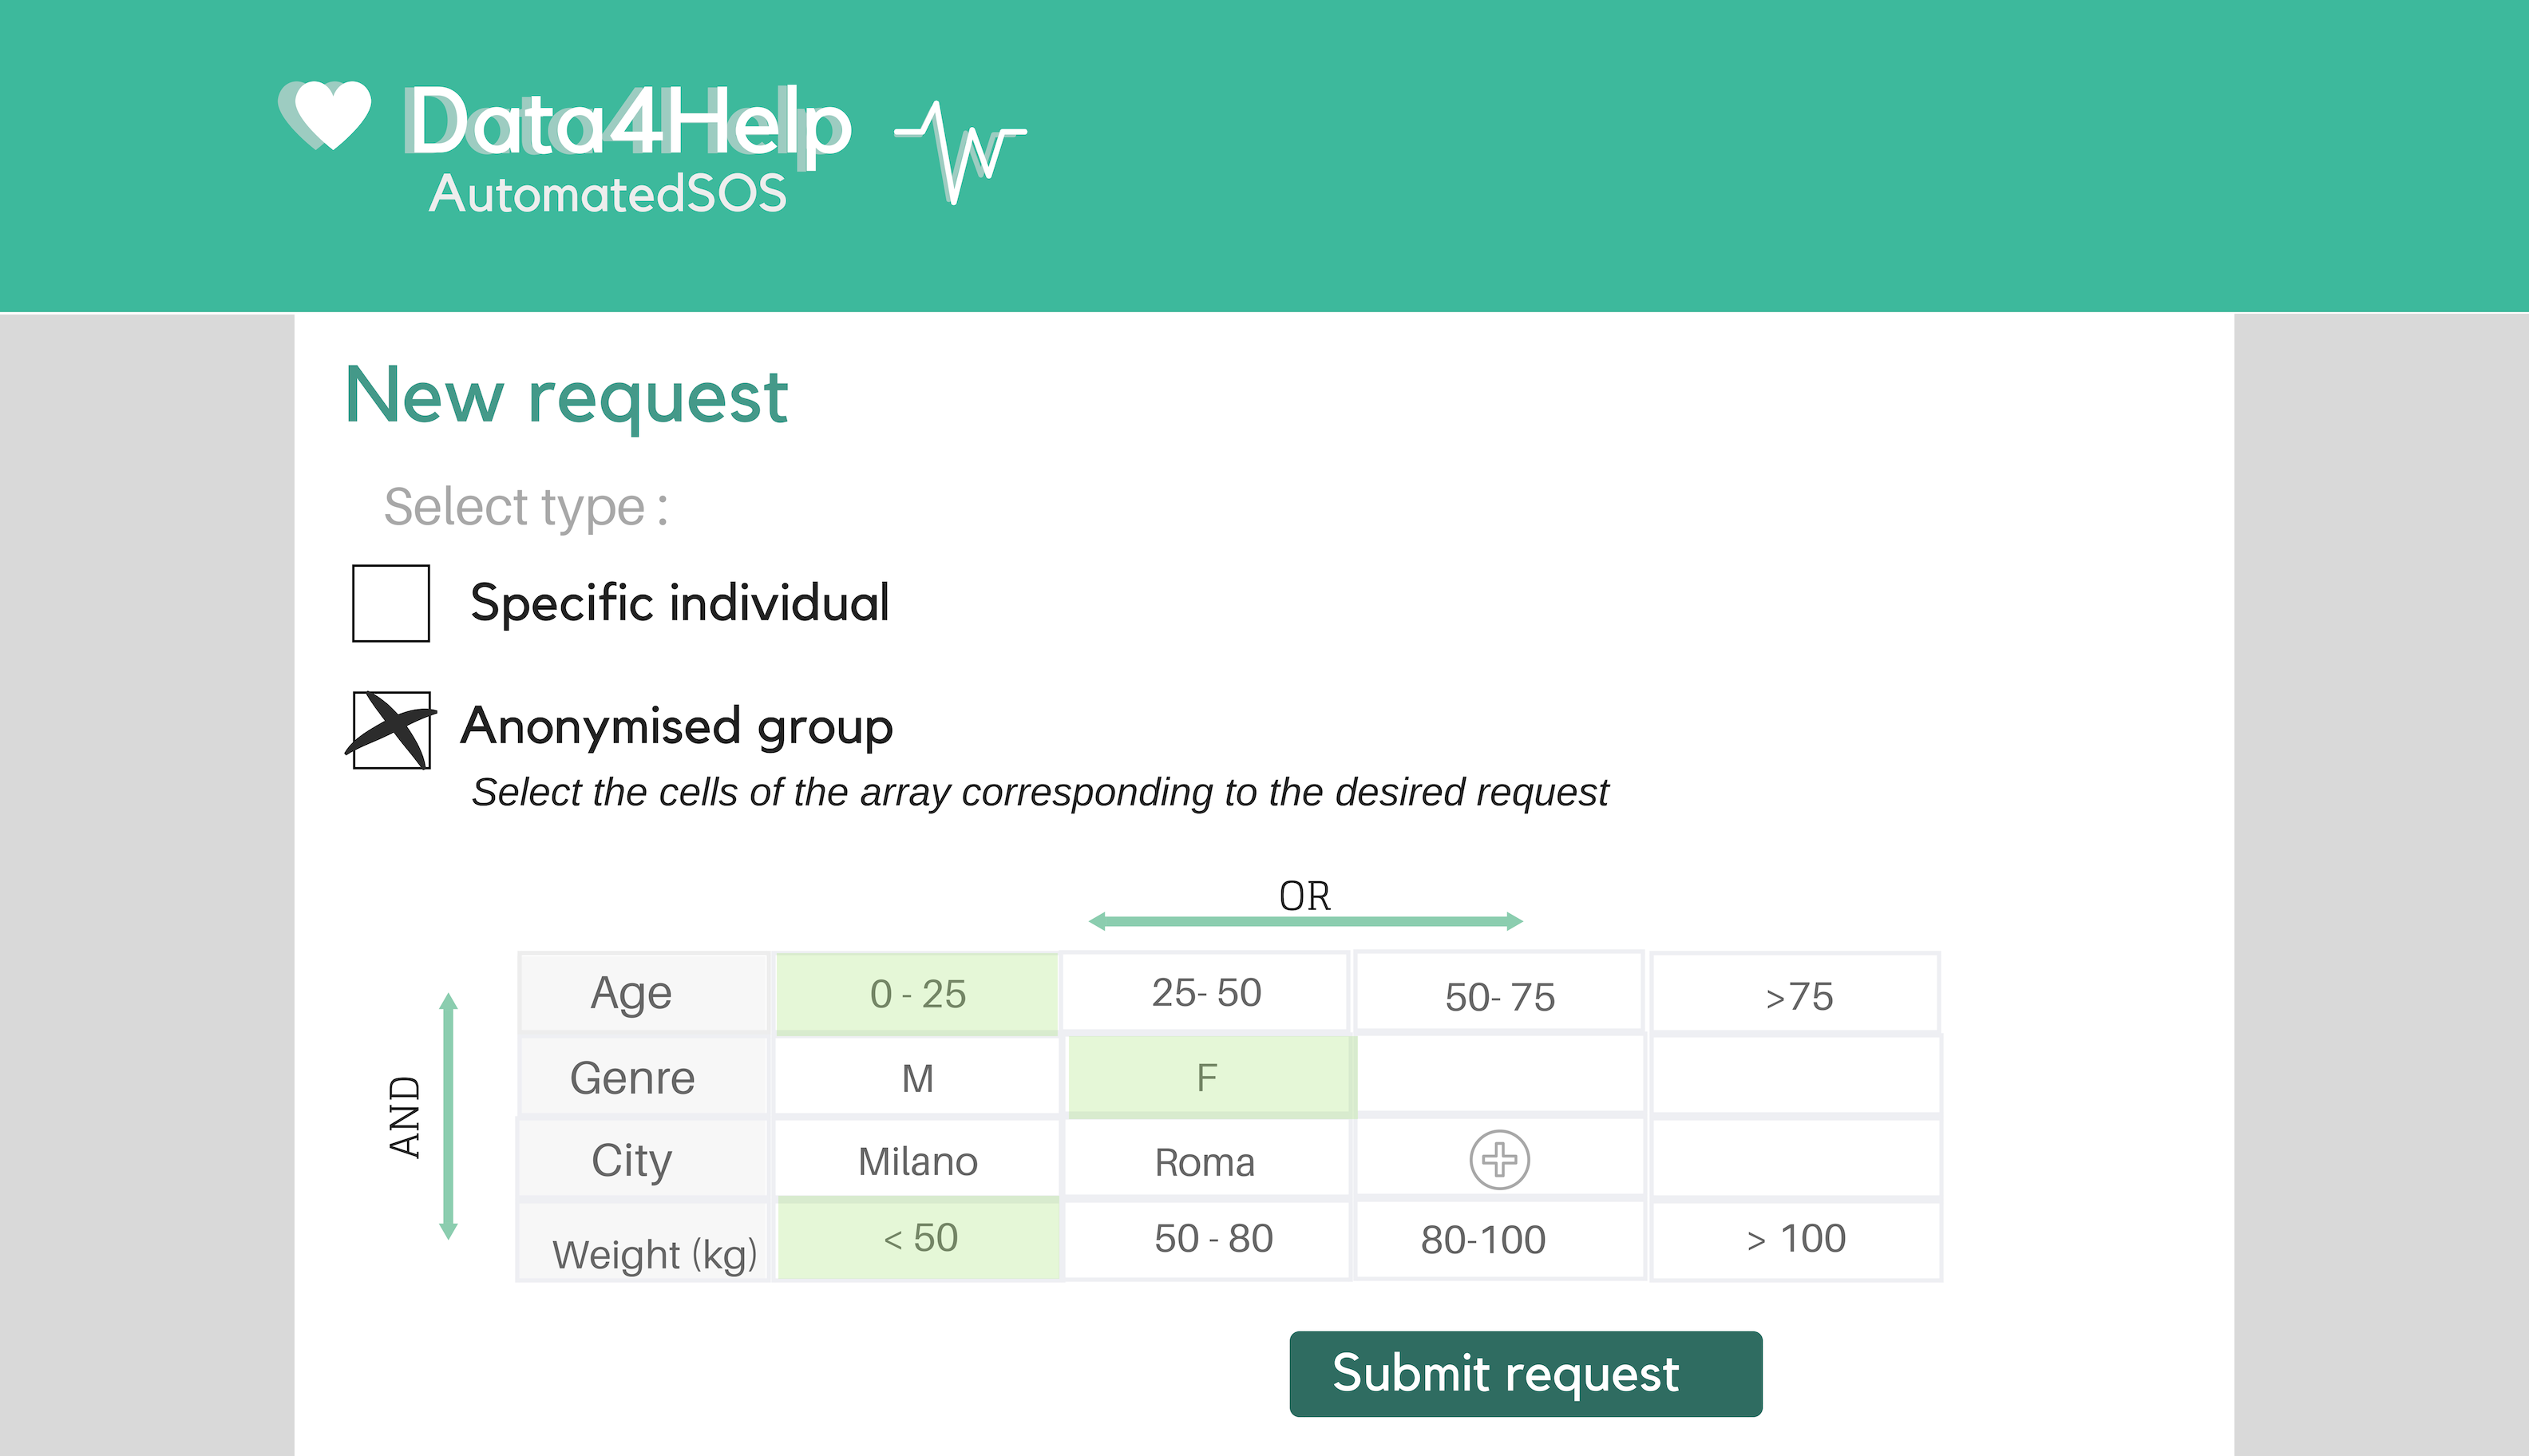 Data4Help
AutomatedSOS
New request
Select type :
Specific individual
Anonymised group
Select the cells of the array corresponding to the desired request
OR
AND
Age 0 - 25 25- 50 50- 75 >75
Genre M F
City Milano Roma
Weight (kg) < 50 50 - 80 80-100 > 100
Submit request